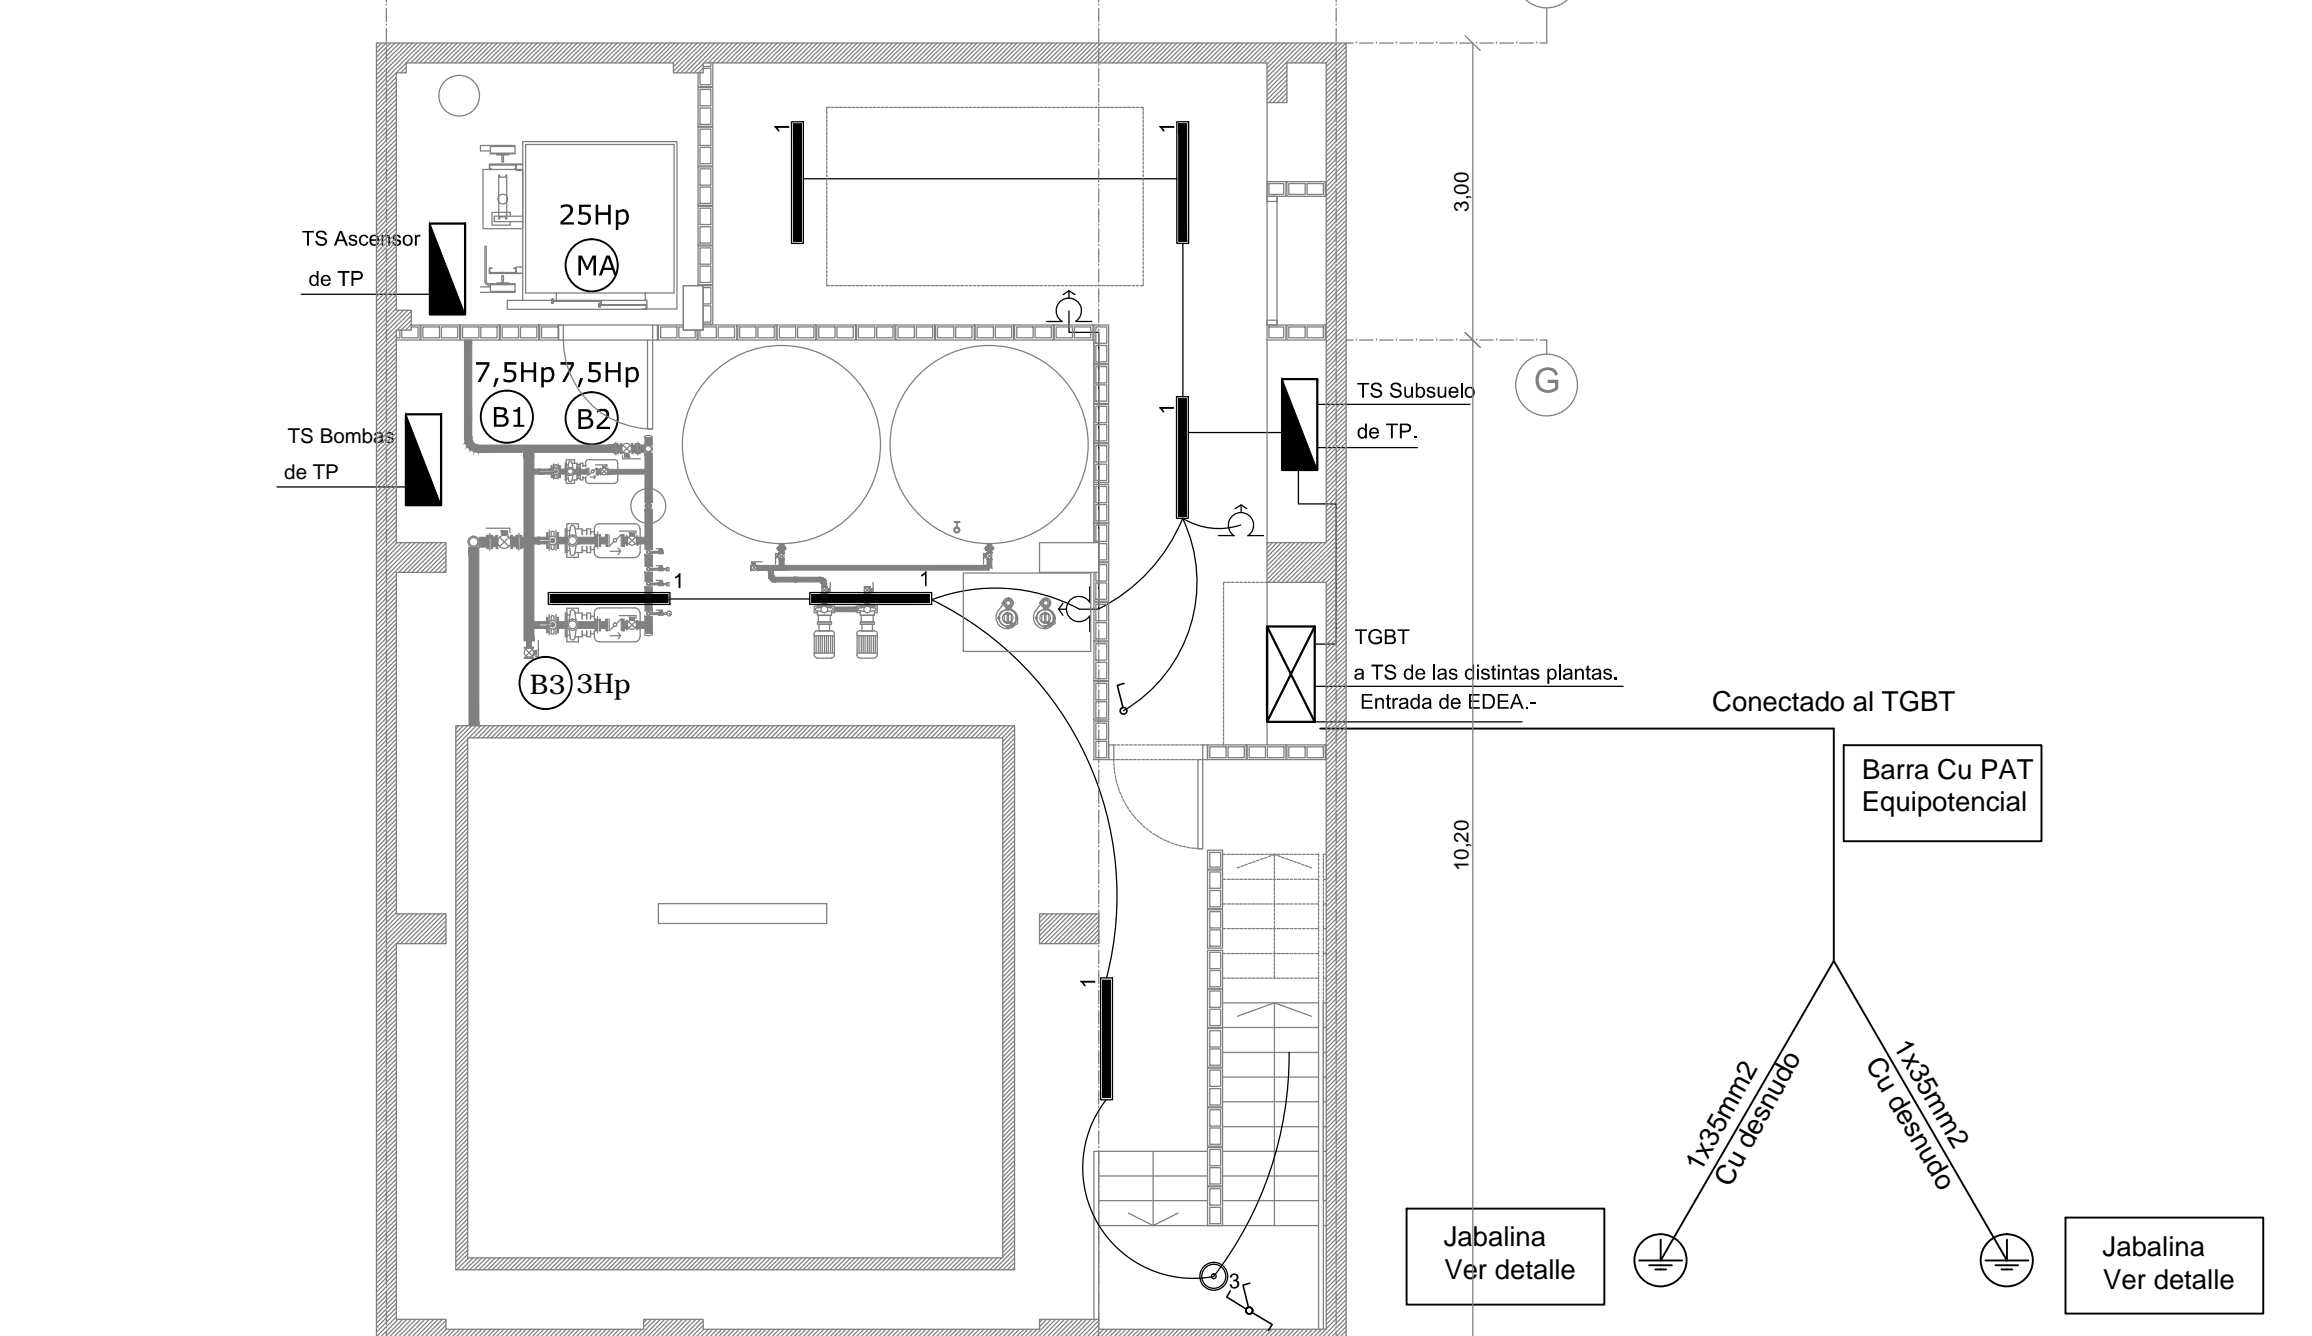 1
1
3,00
25Hp
MA
TS Ascensor
de TP
7,5Hp
7,5Hp
B1
B2
TS Bombas
de TP
1
TS Subsuelo
de TP.
G
1
1
B3
3Hp
TGBT
a TS de las distintas plantas.
Entrada de EDEA.-
Conectado al TGBT
Barra Cu PAT
Equipotencial
10,20
1
1x35mm2
Cu desnudo
1x35mm2
Cu desnudo
3
Jabalina
Ver detalle
Jabalina
Ver detalle